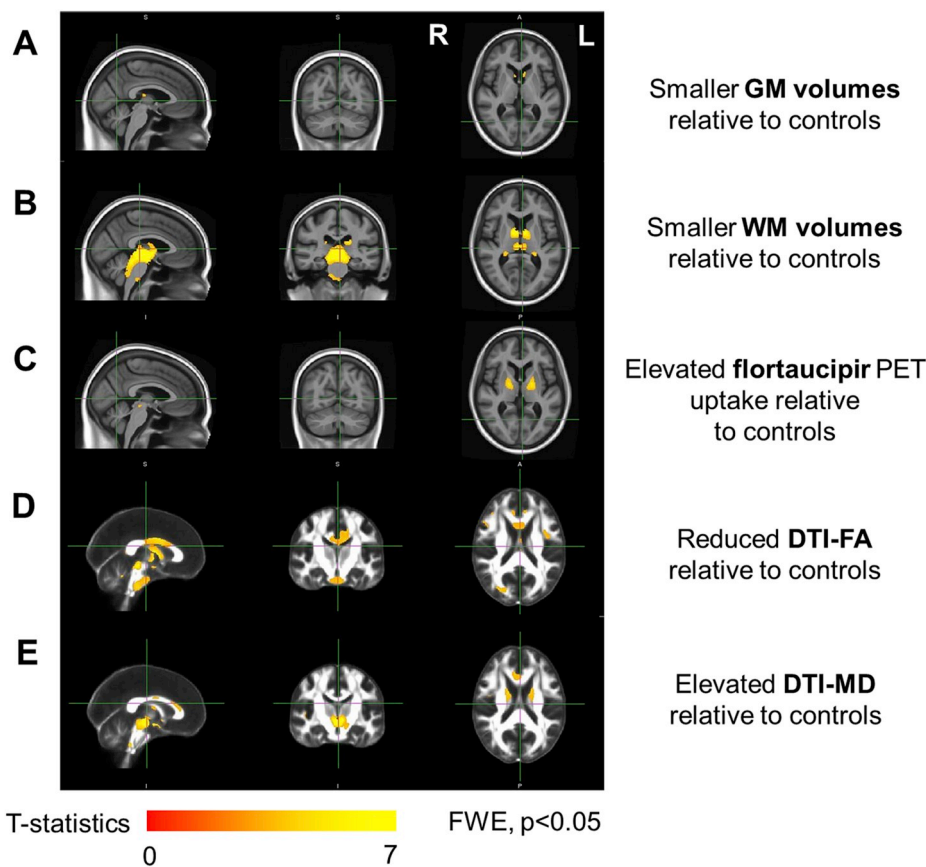 S
S
A
A
R
L
Smaller GM volumes
relative to controls
B
Smaller WM volumes
relative to controls
I
I
P
C
Elevated flortaucipir PET
uptake relative
to controls
S
S
A
D
Reduced DTI-FA
relative to controls
E
Elevated DTI-MD
relative to controls
I
I
P
T-statistics
FWE, p<0.05
0
7